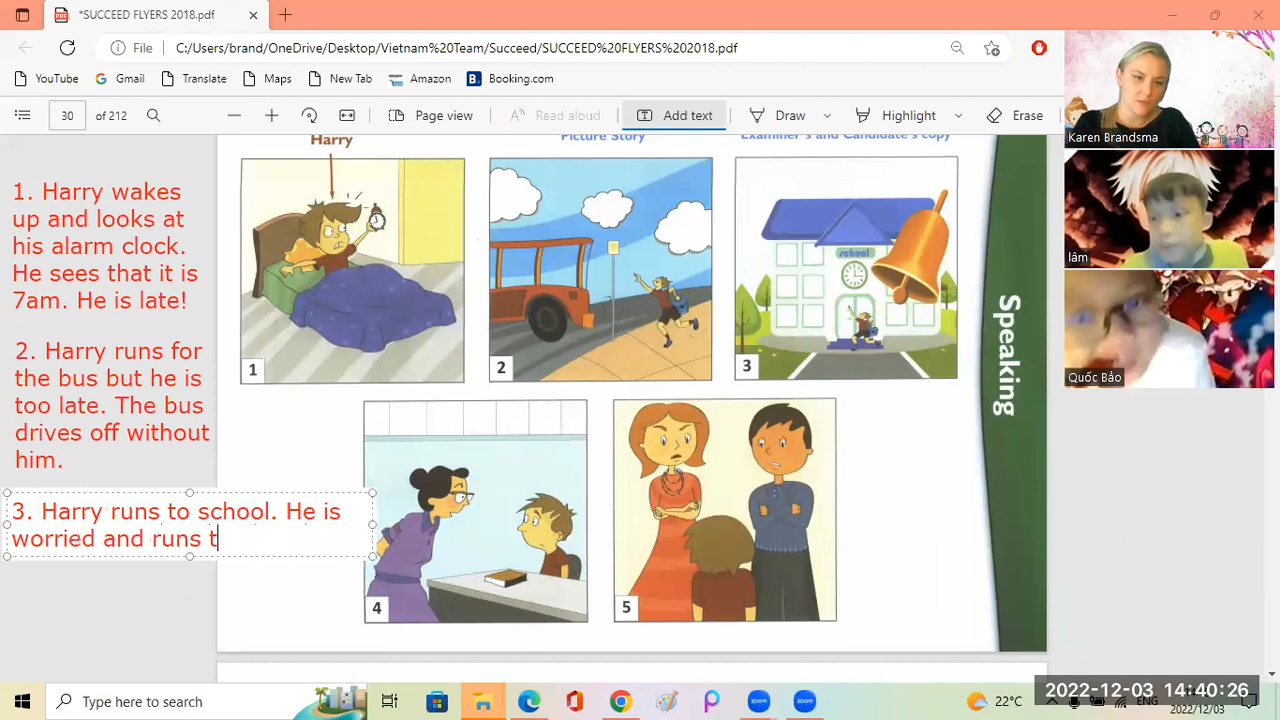 *SUCCEED FLYERS 2018.pdf
File C:/Users/brand/OneDrive/Desktop/Vietnam%20Team/Succeed/SUCCEED%20FLYERS%202018.pdf
YouTube Gmail Translate Maps New Tab Amazon Booking.com
30 of 212 Page view Read aloud Add text Draw Highlight Erase
Harry
Picture Story
Examiner's and Candidate's copy
1. Harry wakes
up and looks at
his alarm clock.
He sees that it is
7am. He is late!
2. Harry runs for
the bus but he is
too late. The bus
drives off without
him.
3. Harry runs to school. He is
worried and runs t
1
2
school
3
4
5
Speaking
Karen Brandsma
lâm
Quốc Bảo
Type here to search
22°C
ENG
2022-12-03 14:40:26
2022/12/03